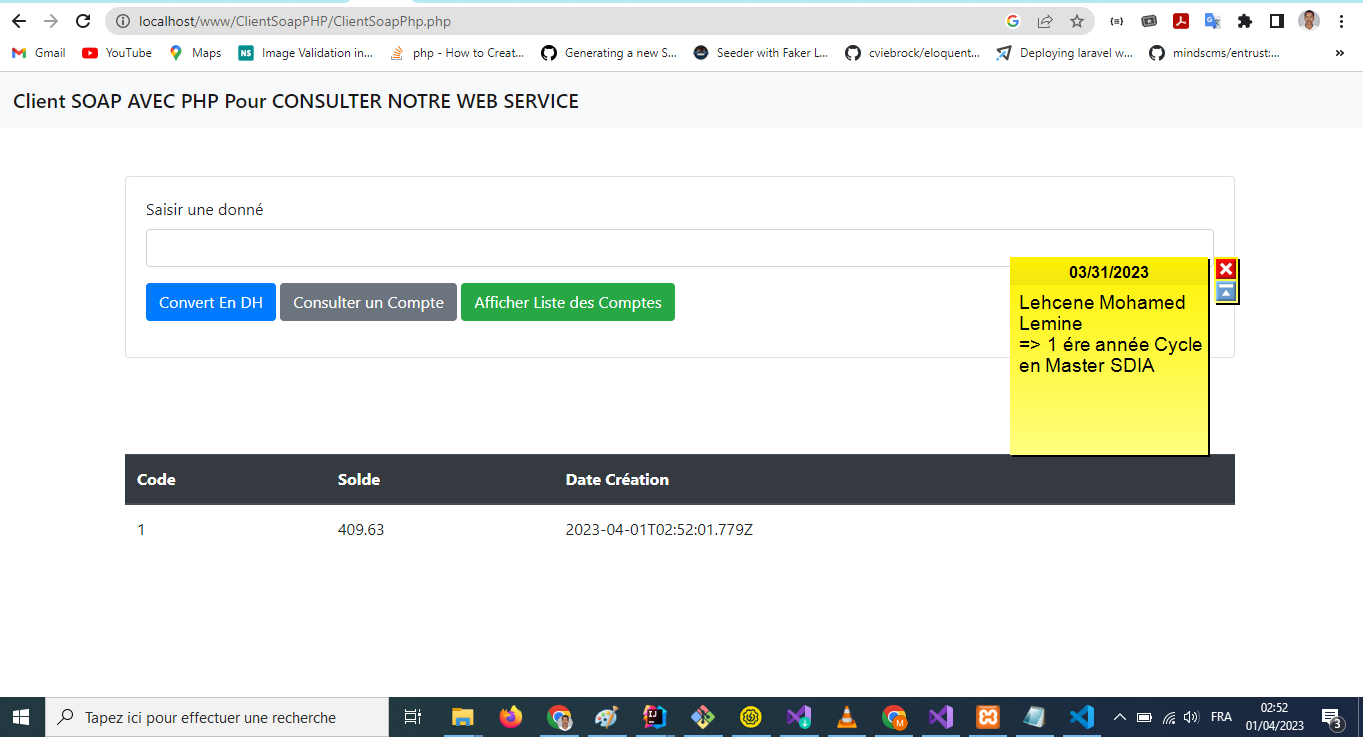 localhost/www/ClientSoapPHP/ClientSoapPhp.php
Gmail YouTube Maps NS Image Validation in... php - How to Creat... Generating a new S... Seeder with Faker L... cviebrock/eloquent... Deploying laravel w... mindscms/entrust:... »
Client SOAP AVEC PHP Pour CONSULTER NOTRE WEB SERVICE
Saisir une donné
Convert En DH Consulter un Compte Afficher Liste des Comptes
03/31/2023
Lehcene Mohamed
Lemine
=> 1 ére année Cycle
en Master SDIA
Code Solde Date Création
1 409.63 2023-04-01T02:52:01.779Z
Tapez ici pour effectuer une recherche
FRA
02:52
01/04/2023
3